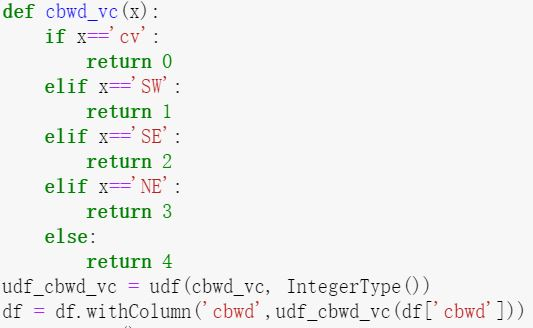 def cbwd_vc(x):
    if x=='cv':
        return 0
    elif x=='SW':
        return 1
    elif x=='SE':
        return 2
    elif x=='NE':
        return 3
    else:
        return 4
udf_cbwd_vc = udf(cbwd_vc, IntegerType())
df = df.withColumn('cbwd',udf_cbwd_vc(df['cbwd']))